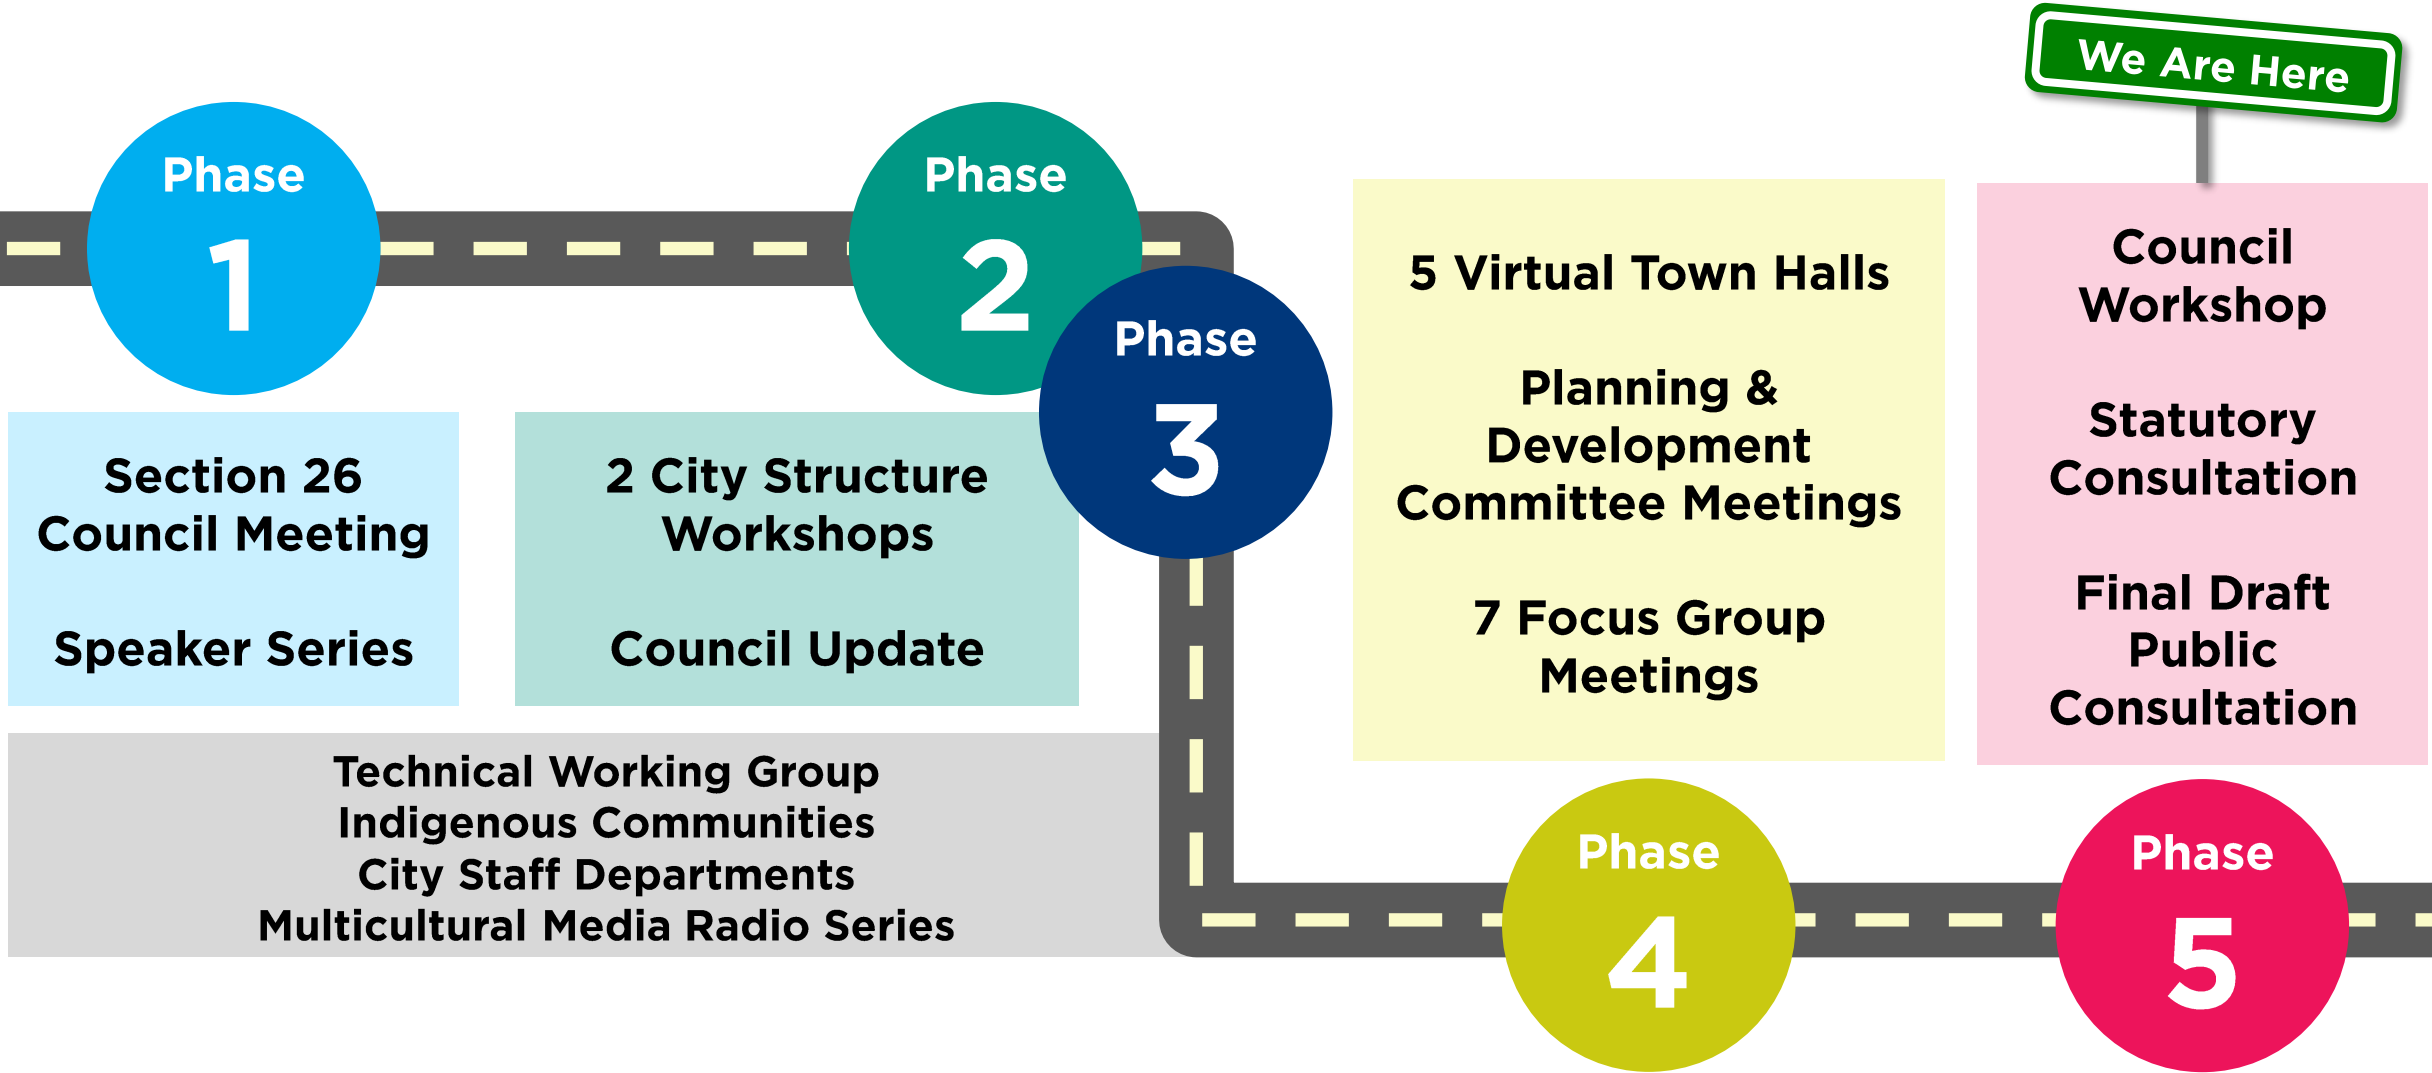 We Are Here
Phase
1
Section 26
Council Meeting
Speaker Series
Phase
2
2 City Structure
Workshops
Council Update
Phase
3
Technical Working Group
Indigenous Communities
City Staff Departments
Multicultural Media Radio Series
5 Virtual Town Halls
Planning &
Development
Committee Meetings
7 Focus Group
Meetings
Phase
4
Council
Workshop
Statutory
Consultation
Final Draft
Public
Consultation
Phase
5